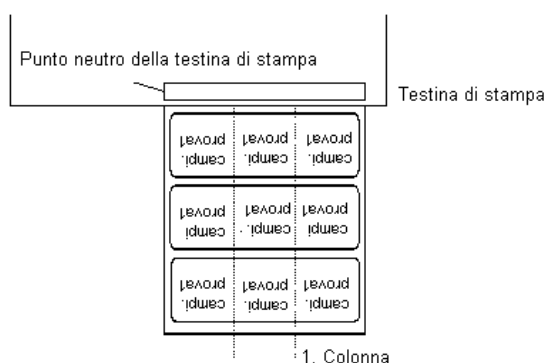 Punto neutro della testina di stampa
Testina di stampa
campi. campi. campi.
prova1 prova1 prova1
campi campi. campi.
prova1 prova1 prova1
campi. campi. campi.
prova1 prova1 prova1
1. Colonna